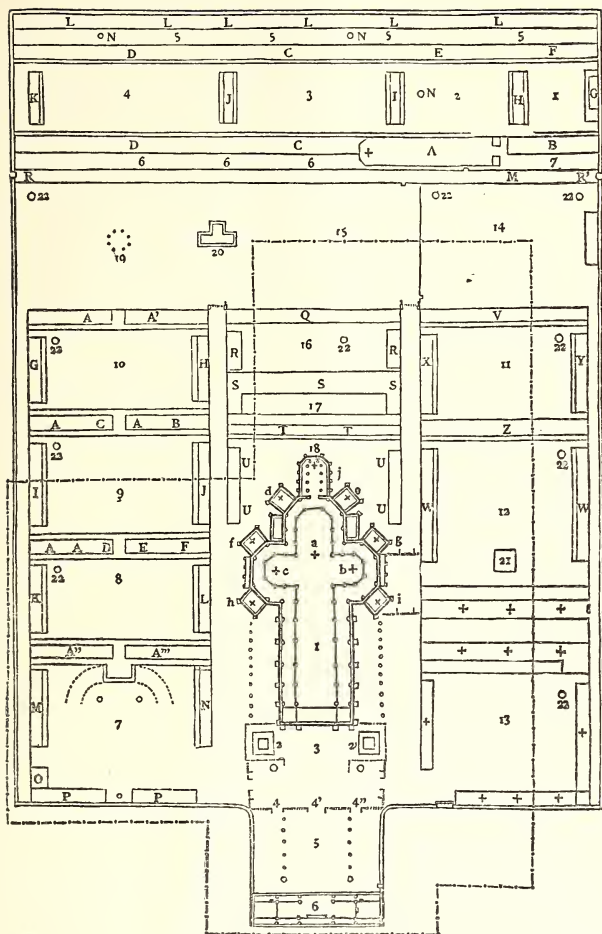 L L L L L
N 5 5 N 5 5
D C E F
K 4 J 3 I N 2 H 1 G
D C A B
6 6 6 7
R M R'
22 22 22
19 20 15 14
A A' Q V
22 16 22 22
G 10 H R R X 11 Y
S S S
17
A C A B T T Z
22 18 22
U j U
I 9 J d e W 12 W
U U
f a g
A A D E F
22 8 c b 21
K L h i
A'' A''' 1
22
M 7 N 2 3 2' 13
O
P P 4 4' 4''
5
6